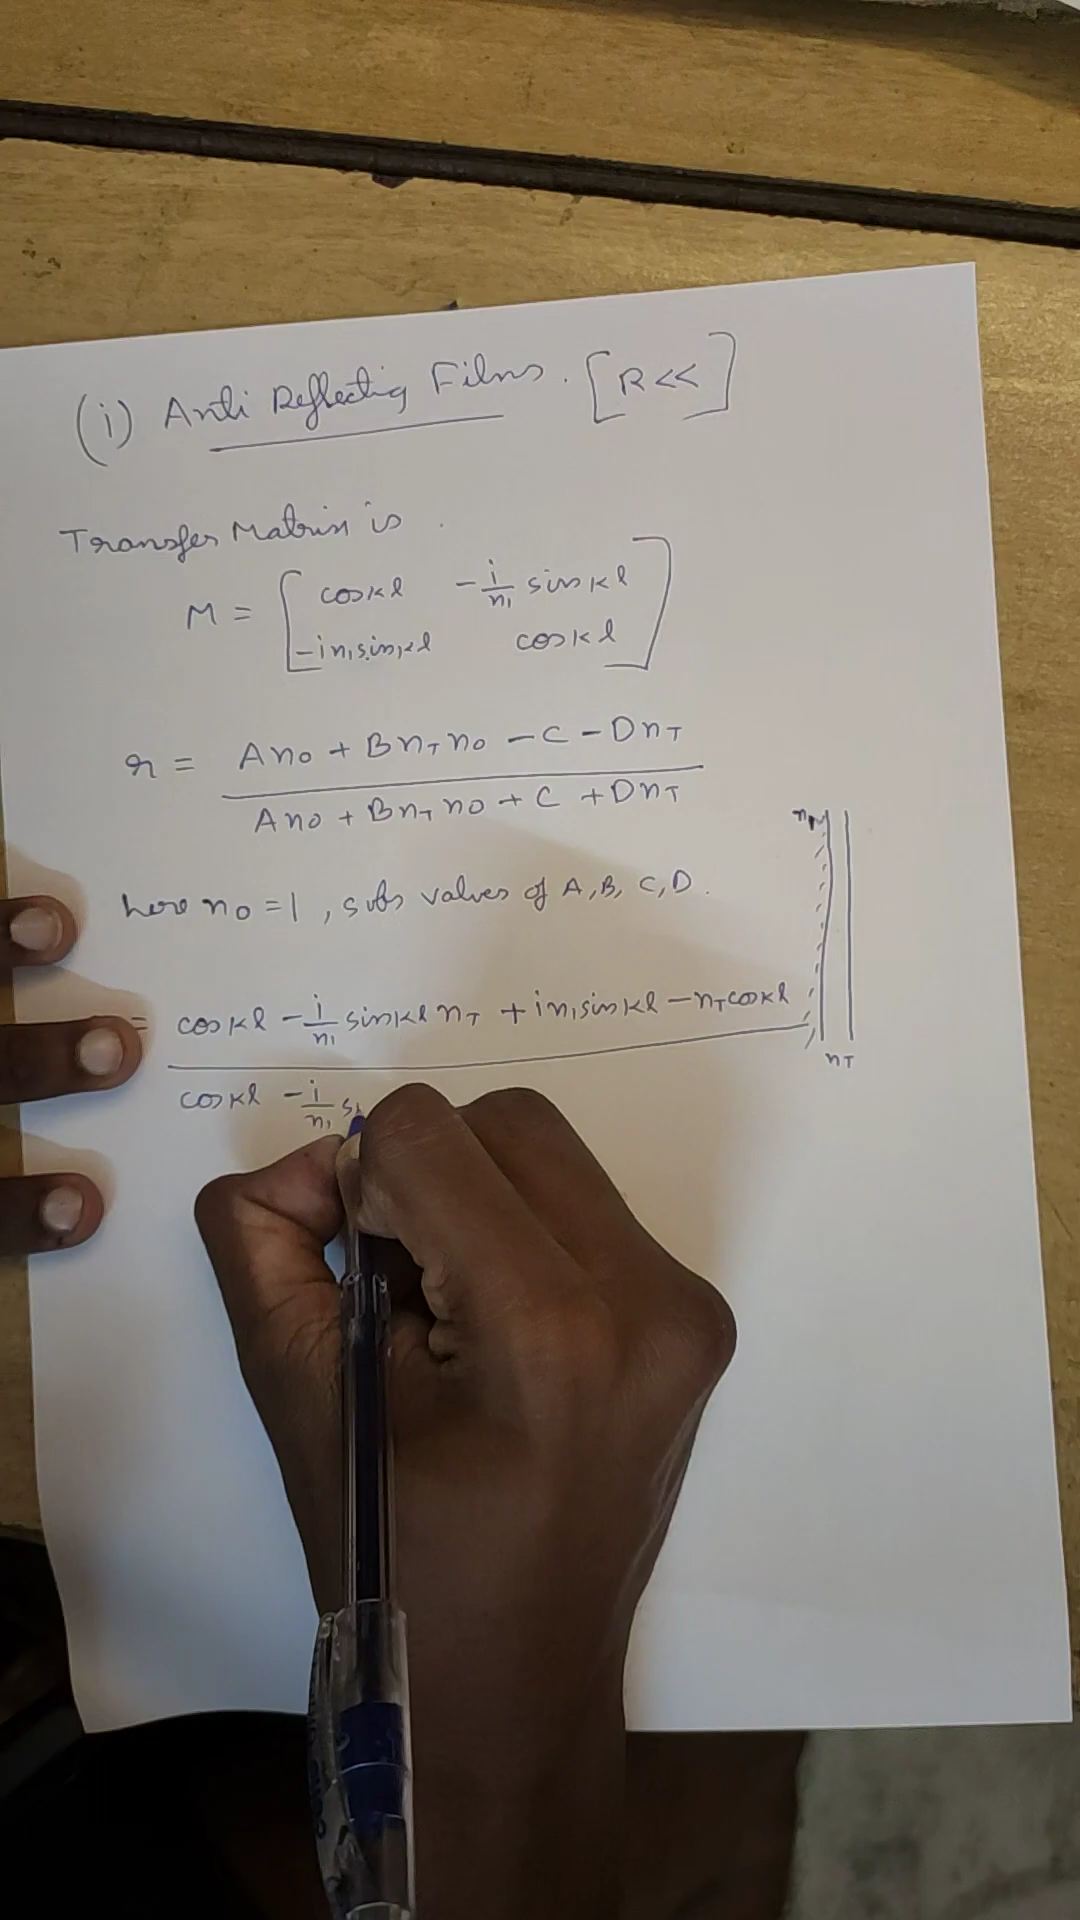 (i) Anti Reflecting Films. [R<<]
Transfer Matrix is.
M = [ cos kl   -i/n₁ sin kl
-in₁ sin kl   cos kl ]
r = An₀ + Bn_T n₀ - C - Dn_T
An₀ + Bn_T n₀ + C + Dn_T
here n₀ = 1, subs values of A, B, C, D.
= cos kl - i/n₁ sin kl n_T + in₁ sin kl - n_T cos kl
cos kl - i/n₁ s
n_T